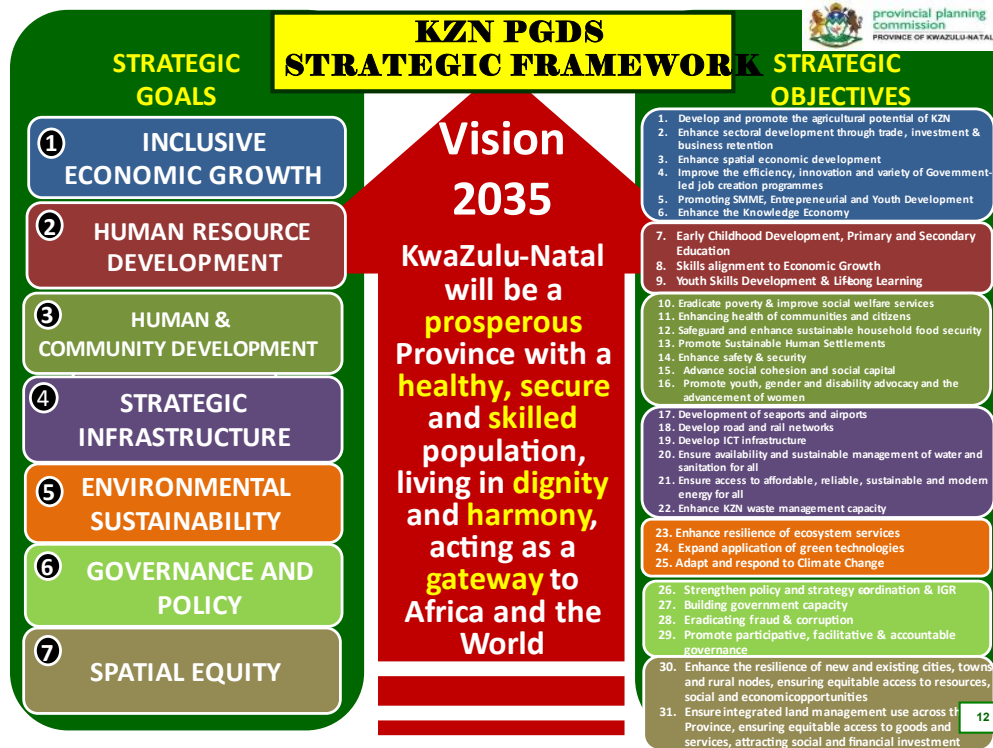 KZN PGDS
STRATEGIC FRAMEWORK
provincial planning
commission
PROVINCE OF KWAZULU-NATAL
STRATEGIC
GOALS
1 INCLUSIVE
ECONOMIC GROWTH
2 HUMAN RESOURCE
DEVELOPMENT
3 HUMAN &
COMMUNITY DEVELOPMENT
4 STRATEGIC
INFRASTRUCTURE
5 ENVIRONMENTAL
SUSTAINABILITY
6 GOVERNANCE AND
POLICY
7 SPATIAL EQUITY
Vision
2035
KwaZulu-Natal
will be a
prosperous
Province with a
healthy, secure
and skilled
population,
living in dignity
and harmony,
acting as a
gateway to
Africa and the
World
STRATEGIC
OBJECTIVES
1. Develop and promote the agricultural potential of KZN
2. Enhance sectoral development through trade, investment &
business retention
3. Enhance spatial economic development
4. Improve the efficiency, innovation and variety of Government-
led job creation programmes
5. Promoting SMME, Entrepreneurial and Youth Development
6. Enhance the Knowledge Economy
7. Early Childhood Development, Primary and Secondary
Education
8. Skills alignment to Economic Growth
9. Youth Skills Development & Lifelong Learning
10. Eradicate poverty & improve social welfare services
11. Enhancing health of communities and citizens
12. Safeguard and enhance sustainable household food security
13. Promote Sustainable Human Settlements
14. Enhance safety & security
15. Advance social cohesion and social capital
16. Promote youth, gender and disability advocacy and the
advancement of women
17. Development of seaports and airports
18. Develop road and rail networks
19. Develop ICT infrastructure
20. Ensure availability and sustainable management of water and
sanitation for all
21. Ensure access to affordable, reliable, sustainable and modern
energy for all
22. Enhance KZN waste management capacity
23. Enhance resilience of ecosystem services
24. Expand application of green technologies
25. Adapt and respond to Climate Change
26. Strengthen policy and strategy & IGR
27. Building government capacity
28. Eradicating fraud & corruption
29. Promote participative, facilitative & accountable
governance
30. Enhance the resilience of new and existing cities, towns
and rural nodes, ensuring equitable access to resources,
social and economicopportunities
31. Ensure integrated land management use across th
Province, ensuring equitable access to goods and
services, attracting social and financial investment
12